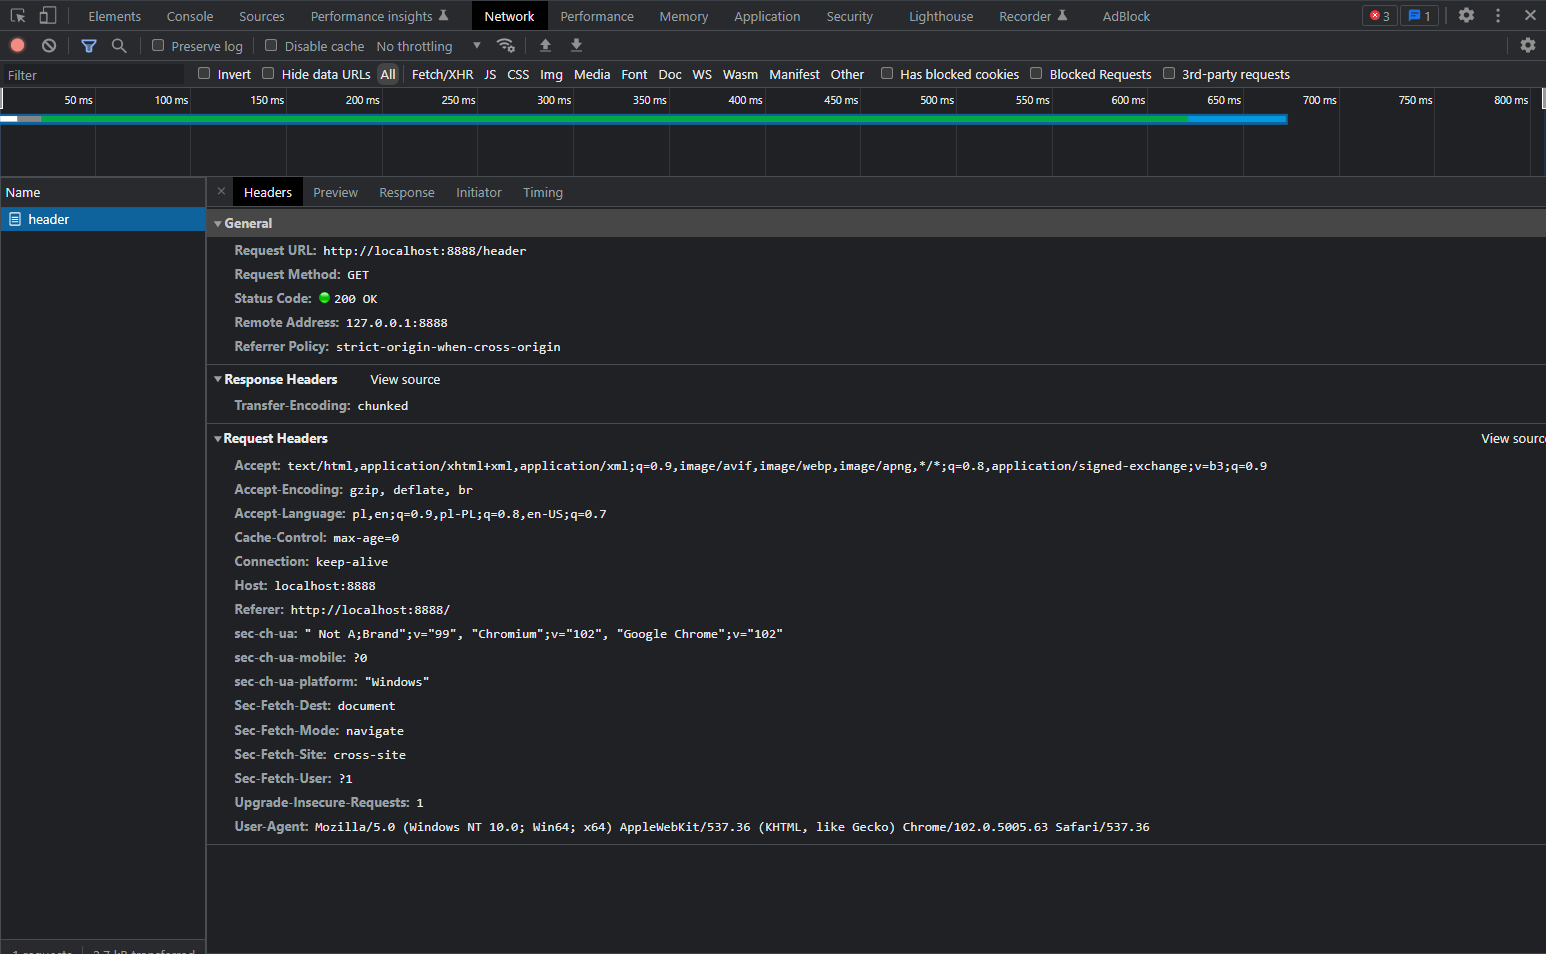 Elements Console Sources Performance insights Network Performance Memory Application Security Lighthouse Recorder AdBlock 3 1
Preserve log Disable cache No throttling
Filter Invert Hide data URLs All Fetch/XHR JS CSS Img Media Font Doc WS Wasm Manifest Other Has blocked cookies Blocked Requests 3rd-party requests
50 ms 100 ms 150 ms 200 ms 250 ms 300 ms 350 ms 400 ms 450 ms 500 ms 550 ms 600 ms 650 ms 700 ms 750 ms 800 ms
Name
header
Headers Preview Response Initiator Timing
General
Request URL: http://localhost:8888/header
Request Method: GET
Status Code: 200 OK
Remote Address: 127.0.0.1:8888
Referrer Policy: strict-origin-when-cross-origin
Response Headers View source
Transfer-Encoding: chunked
Request Headers View sourc
Accept: text/html,application/xhtml+xml,application/xml;q=0.9,image/avif,image/webp,image/apng,*/*;q=0.8,application/signed-exchange;v=b3;q=0.9
Accept-Encoding: gzip, deflate, br
Accept-Language: pl,en;q=0.9,pl-PL;q=0.8,en-US;q=0.7
Cache-Control: max-age=0
Connection: keep-alive
Host: localhost:8888
Referer: http://localhost:8888/
sec-ch-ua: " Not A;Brand";v="99", "Chromium";v="102", "Google Chrome";v="102"
sec-ch-ua-mobile: ?0
sec-ch-ua-platform: "Windows"
Sec-Fetch-Dest: document
Sec-Fetch-Mode: navigate
Sec-Fetch-Site: cross-site
Sec-Fetch-User: ?1
Upgrade-Insecure-Requests: 1
User-Agent: Mozilla/5.0 (Windows NT 10.0; Win64; x64) AppleWebKit/537.36 (KHTML, like Gecko) Chrome/102.0.5005.63 Safari/537.36
1 requests kB transferred